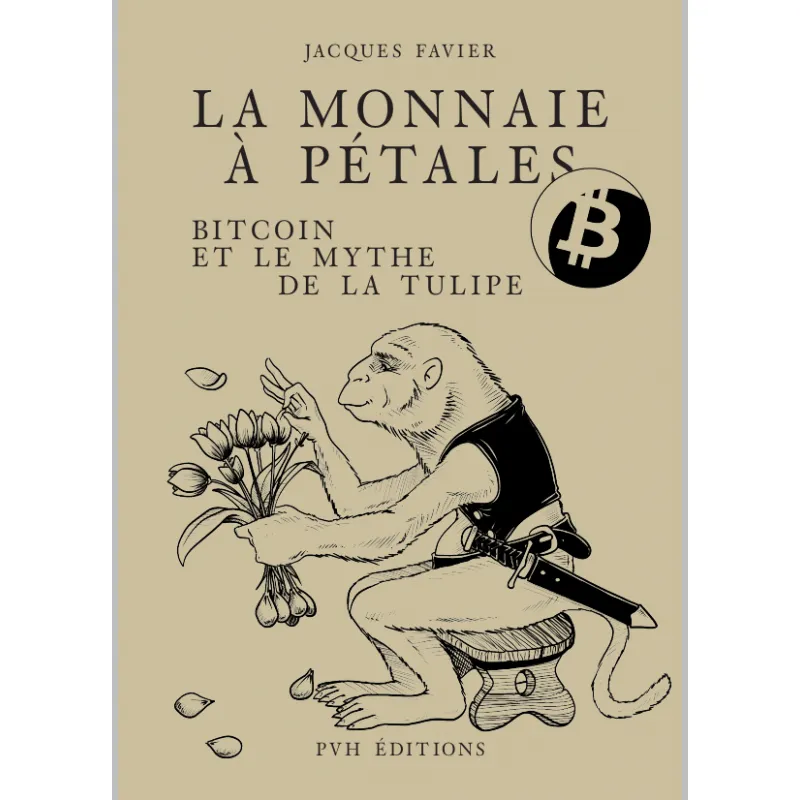 JACQUES FAVIER
LA MONNAIE
À PÉTALES
BITCOIN
ET LE MYTHE
DE LA TULIPE
PVH ÉDITIONS